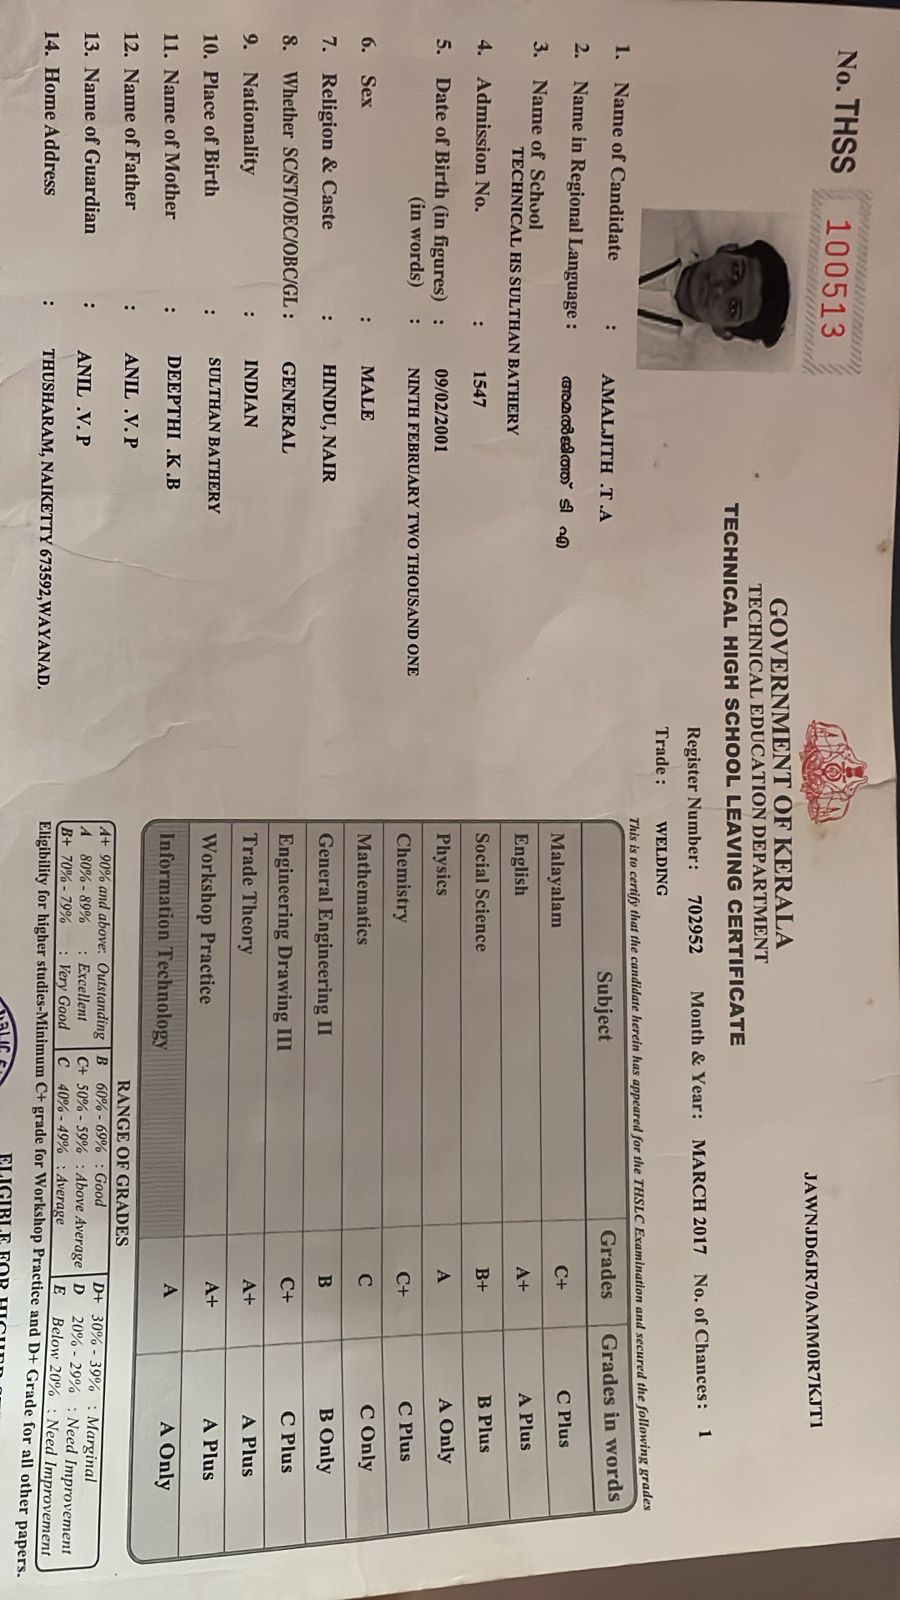 No. THSS 100513
JAWNJD6JR70AMM0R7KJT1
GOVERNMENT OF KERALA
TECHNICAL EDUCATION DEPARTMENT
TECHNICAL HIGH SCHOOL LEAVING CERTIFICATE
Register Number: 702952 Month & Year: MARCH 2017 No. of Chances: 1
Trade : WELDING
1. Name of Candidate : AMALJITH .T .A
2. Name in Regional Language : അമൽജിത്ത് ടി എ
3. Name of School
TECHNICAL HS SULTHAN BATHERY
4. Admission No. : 1547
5. Date of Birth (in figures) : 09/02/2001
(in words) : NINTH FEBRUARY TWO THOUSAND ONE
6. Sex : MALE
7. Religion & Caste : HINDU, NAIR
8. Whether SC/ST/OEC/OBC/GL : GENERAL
9. Nationality : INDIAN
10. Place of Birth : SULTHAN BATHERY
11. Name of Mother : DEEPTHI .K .B
12. Name of Father : ANIL .V. P
13. Name of Guardian : ANIL .V. P
14. Home Address : THUSHARAM, NAIKETTY 673592,WAYANAD.
This is to certify that the candidate herein has appeared for the THSLC Examination and secured the following grades
Subject Grades Grades in words
Malayalam C+ C Plus
English A+ A Plus
Social Science B+ B Plus
Physics A A Only
Chemistry C+ C Plus
Mathematics C C Only
General Engineering II B B Only
Engineering Drawing III C+ C Plus
Trade Theory A+ A Plus
Workshop Practice A+ A Plus
Information Technology A A Only
RANGE OF GRADES
A+ 90% and above: Outstanding B 60% - 69% : Good D+ 30% - 39% : Marginal
A 80% - 89% : Excellent C+ 50% - 59% : Above Average D 20% - 29% : Need Improvement
B+ 70% - 79% : Very Good C 40% - 49% : Average E Below 20% : Need Improvement
Eligibility for higher studies-Minimum C+ grade for Workshop Practice and D+ Grade for all other papers.
ELIGIBLE FOR HIGHER